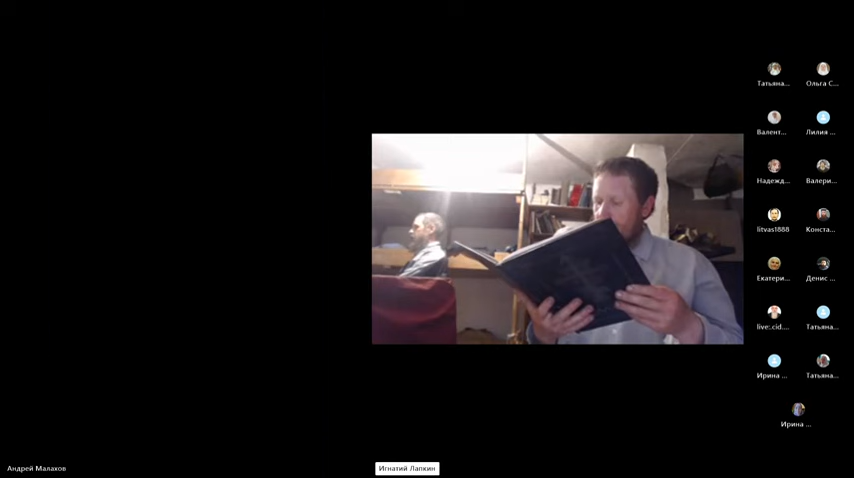 Татьяна...
Ольга С...
Валент...
Лилия ...
Надежд...
Валери...
litvas1888
Конста...
Екатери...
Денис ...
live:.cid....
Татьяна...
Ирина ...
Татьяна...
Ирина ...
Андрей Малахов
Игнатий Лапкин